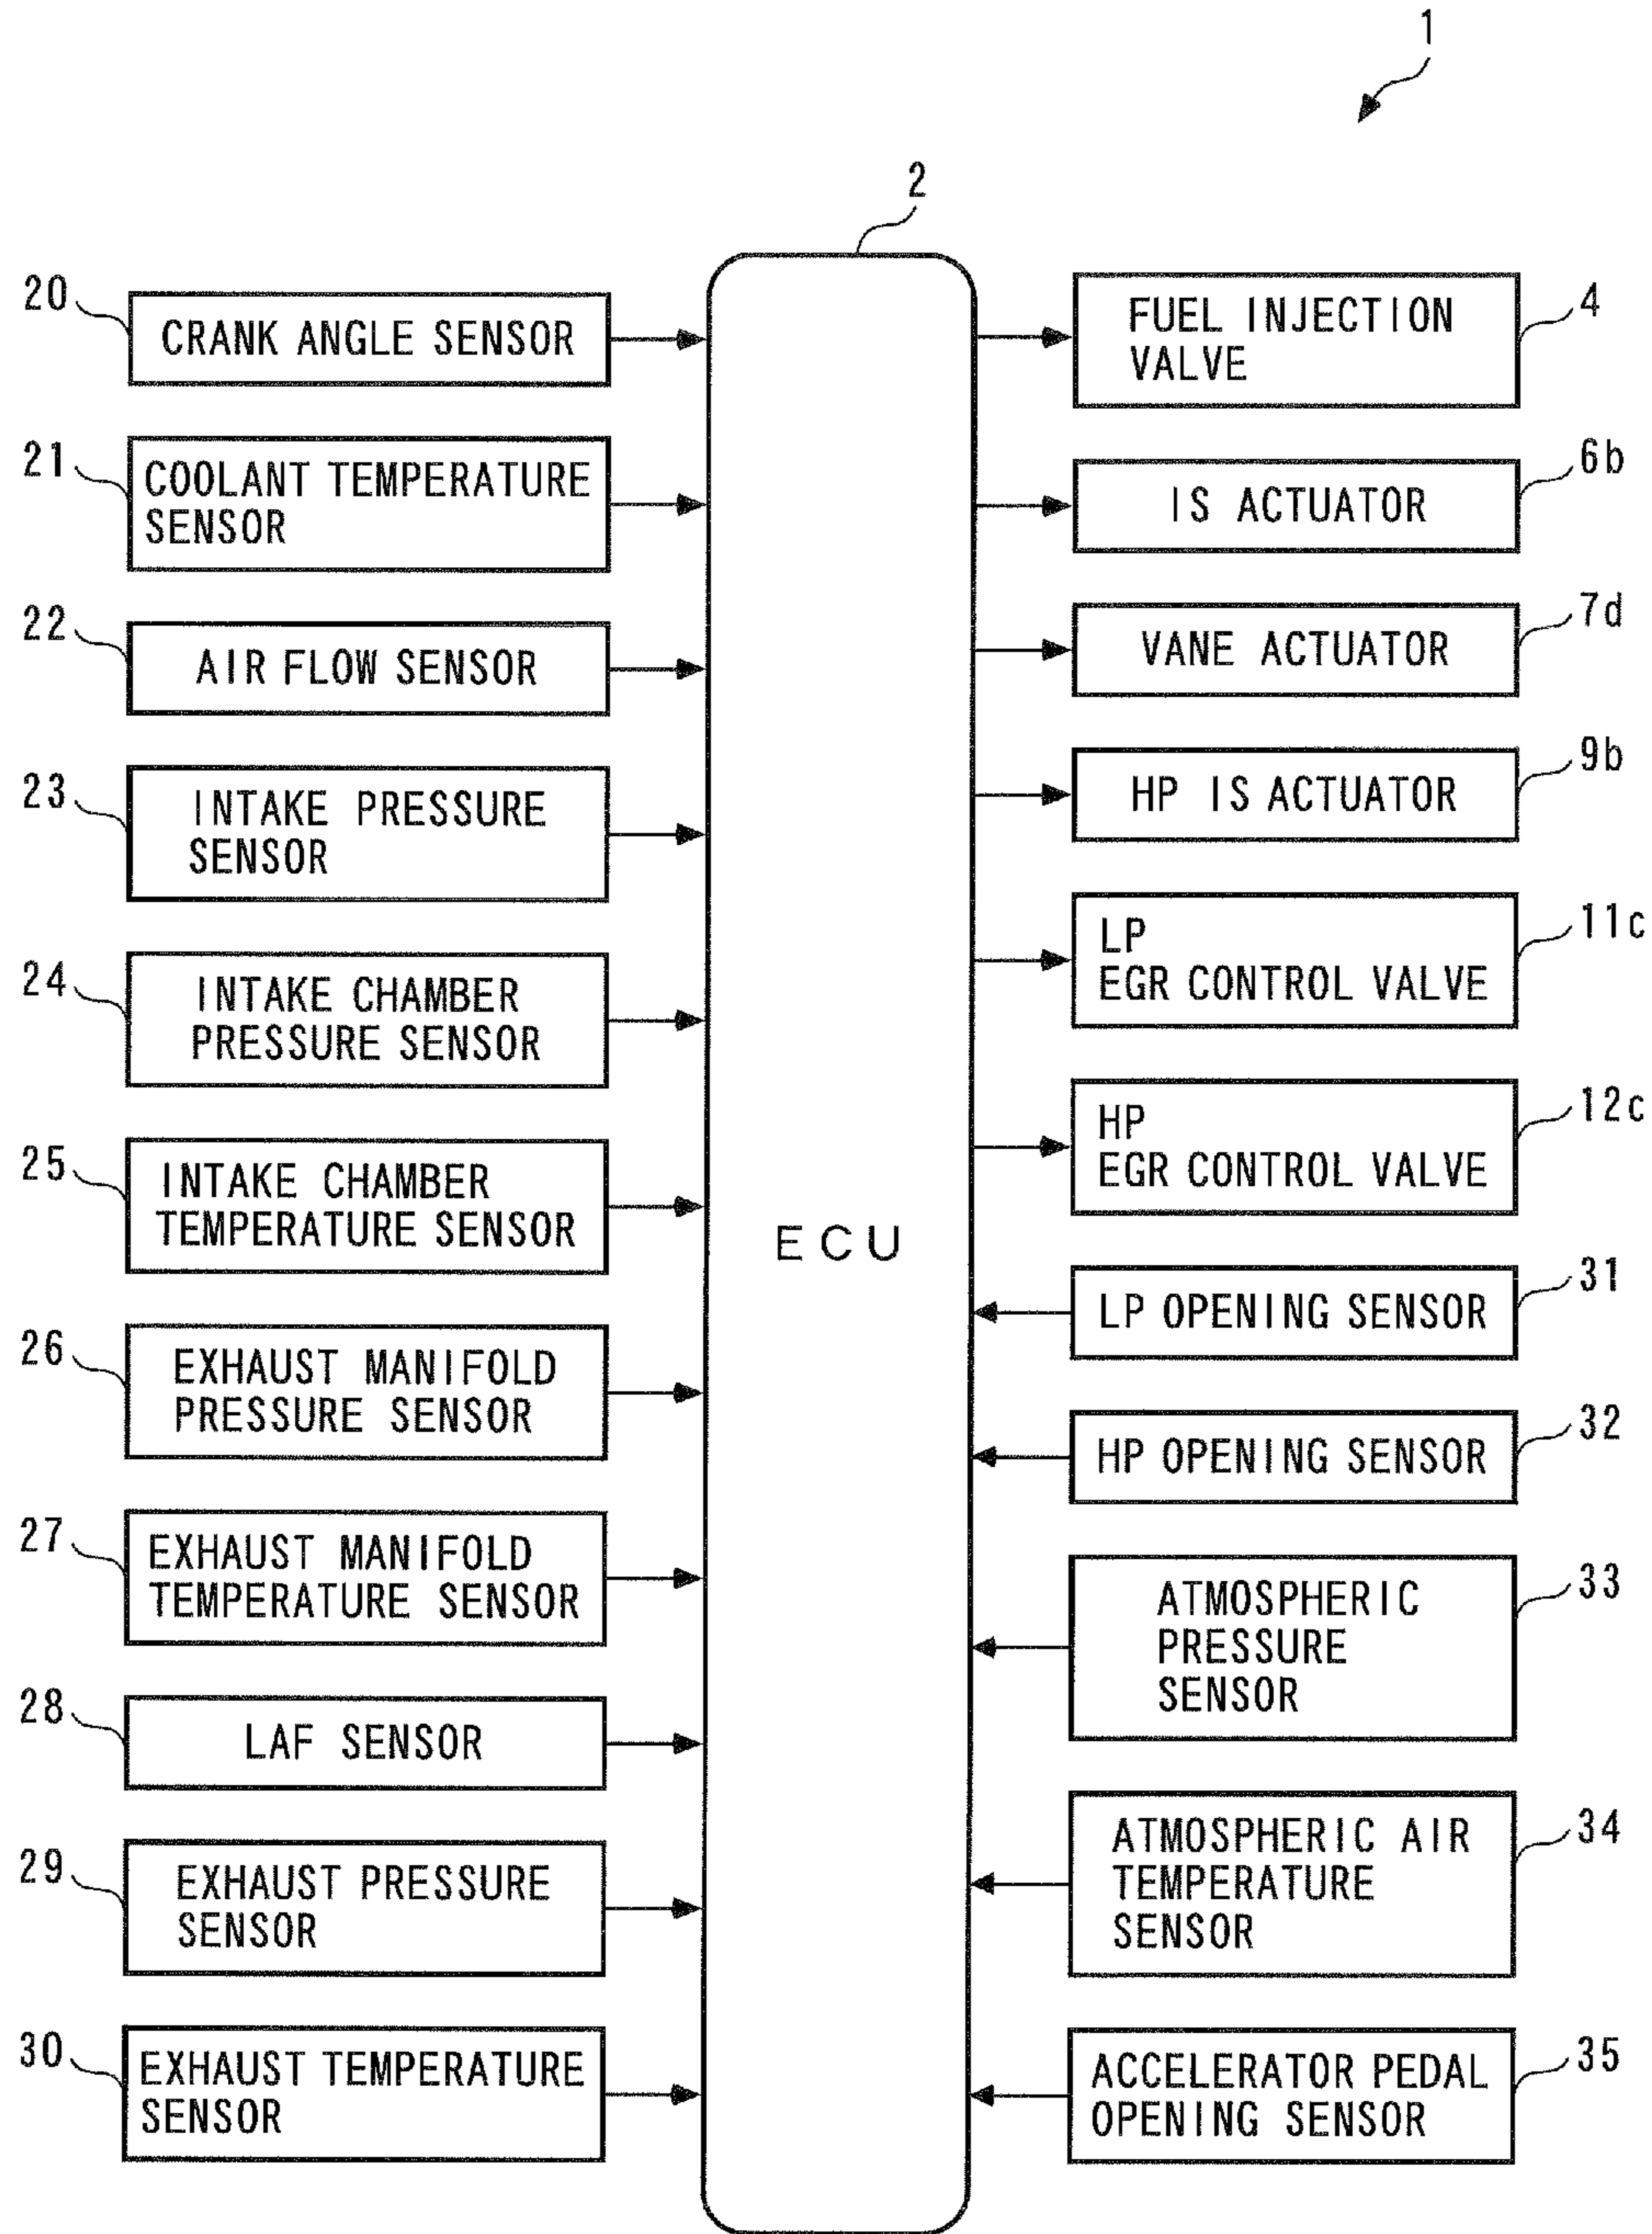 1
2
20
CRANK ANGLE SENSOR
21
COOLANT TEMPERATURE
SENSOR
22
AIR FLOW SENSOR
23
INTAKE PRESSURE
SENSOR
24
INTAKE CHAMBER
PRESSURE SENSOR
25
INTAKE CHAMBER
TEMPERATURE SENSOR
26
EXHAUST MANIFOLD
PRESSURE SENSOR
27
EXHAUST MANIFOLD
TEMPERATURE SENSOR
28
LAF SENSOR
29
EXHAUST PRESSURE
SENSOR
30
EXHAUST TEMPERATURE
SENSOR
ECU
FUEL INJECTION
VALVE
4
IS ACTUATOR
6b
VANE ACTUATOR
7d
HP IS ACTUATOR
9b
LP
EGR CONTROL VALVE
11c
HP
EGR CONTROL VALVE
12c
LP OPENING SENSOR
31
HP OPENING SENSOR
32
ATMOSPHERIC
PRESSURE
SENSOR
33
ATMOSPHERIC AIR
TEMPERATURE
SENSOR
34
ACCELERATOR PEDAL
OPENING SENSOR
35